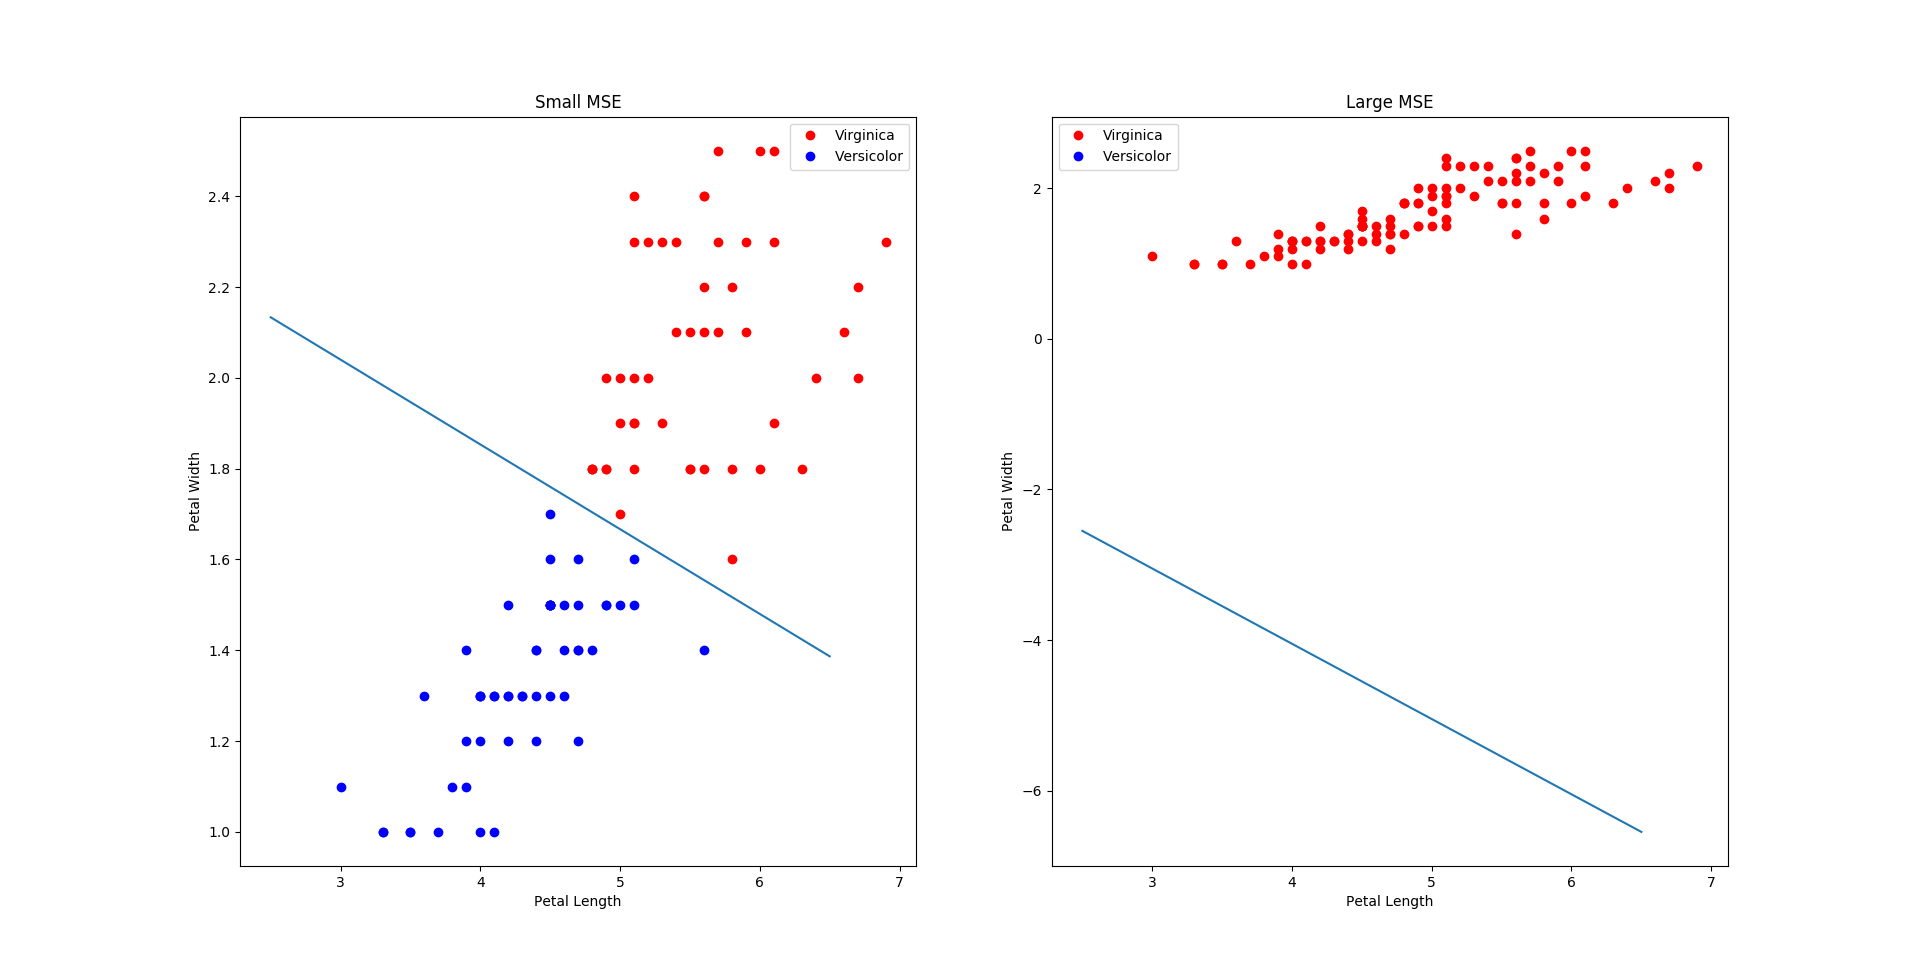 Small MSE
Virginica
Versicolor
2.4
2.2
2.0
1.8
1.6
1.4
1.2
1.0
Petal Width
3 4 5 6 7
Petal Length
Large MSE
Virginica
Versicolor
2
0
−2
−4
−6
Petal Width
3 4 5 6 7
Petal Length